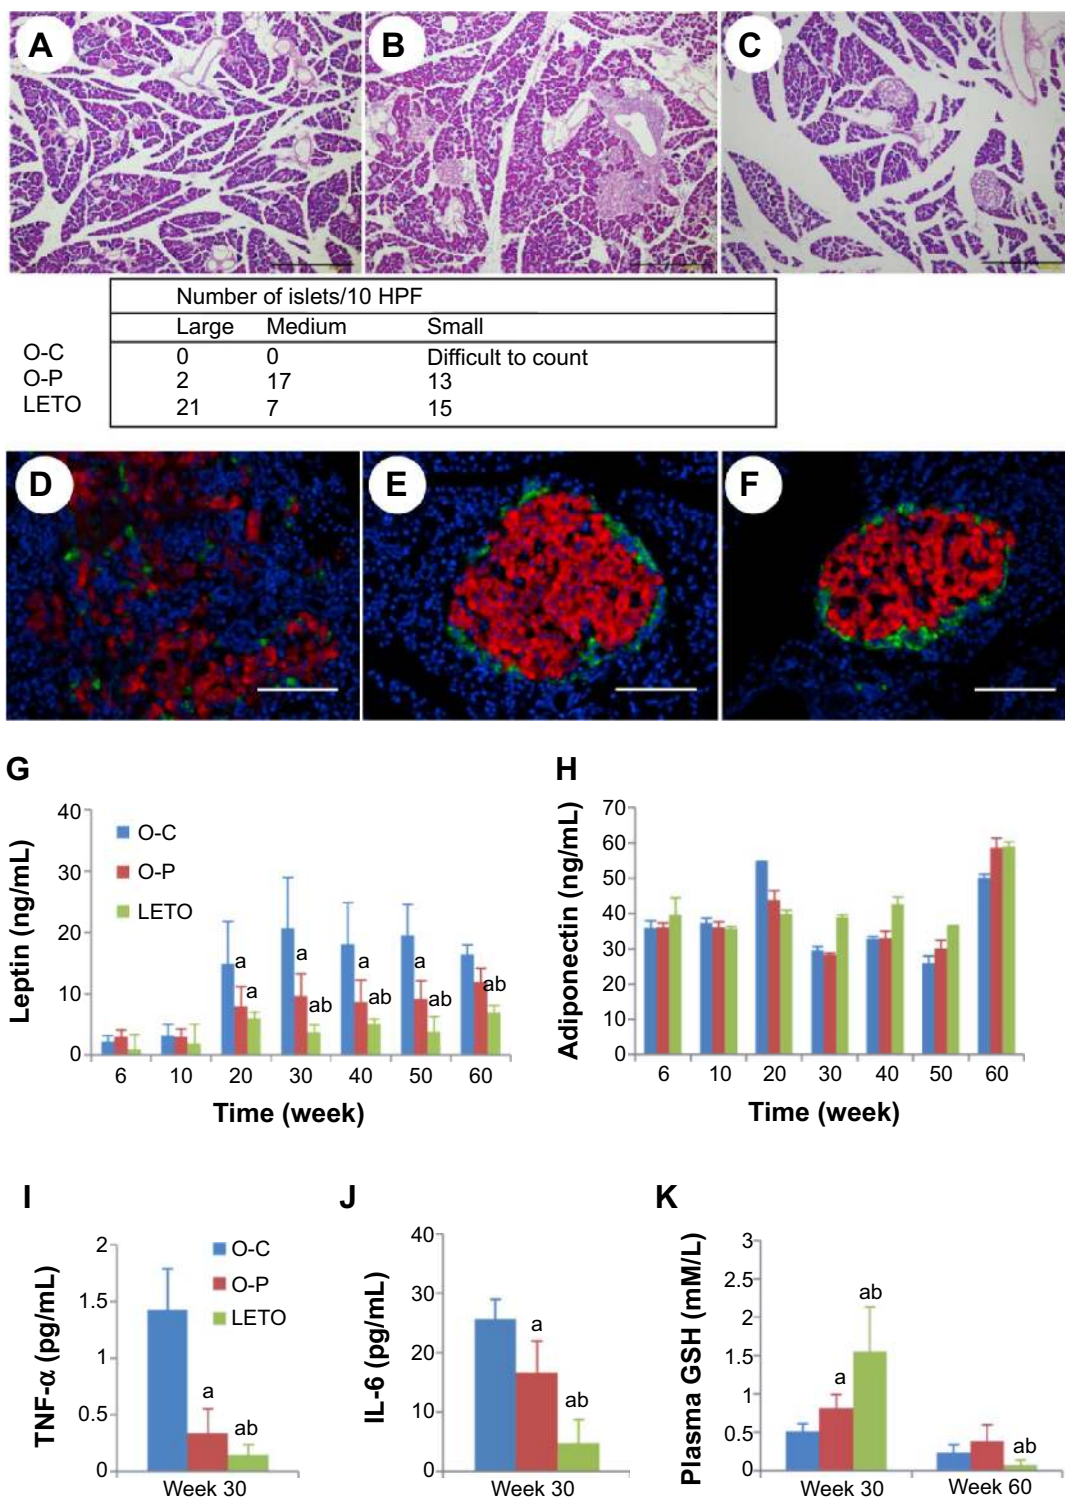 A
B
C
Number of islets/10 HPF
Large Medium Small
O-C 0 0 Difficult to count
O-P 2 17 13
LETO 21 7 15
D
E
F
G
Leptin (ng/mL)
40
30
20
10
0
O-C
O-P
LETO
a a a a
a ab ab ab ab
6 10 20 30 40 50 60
Time (week)
H
Adiponectin (ng/mL)
70
60
50
40
30
20
10
0
6 10 20 30 40 50 60
Time (week)
I
TNF-α (pg/mL)
2
1.5
1
0.5
0
O-C
O-P
LETO
a
ab
Week 30
J
IL-6 (pg/mL)
40
30
20
10
0
a
ab
Week 30
K
Plasma GSH (mM/L)
3
2.5
2
1.5
1
0.5
0
a
ab
ab
Week 30 Week 60